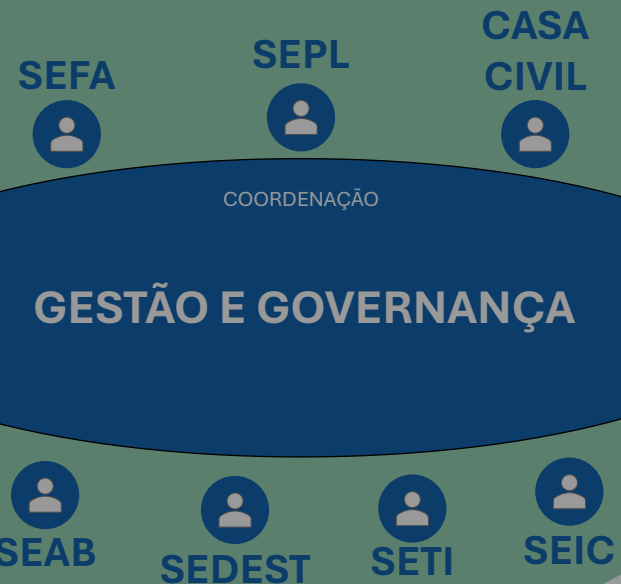 CASA
CIVIL
SEPL
SEFA
COORDENAÇÃO
GESTÃO E GOVERNANÇA
SEAB
SEDEST
SETI
SEIC